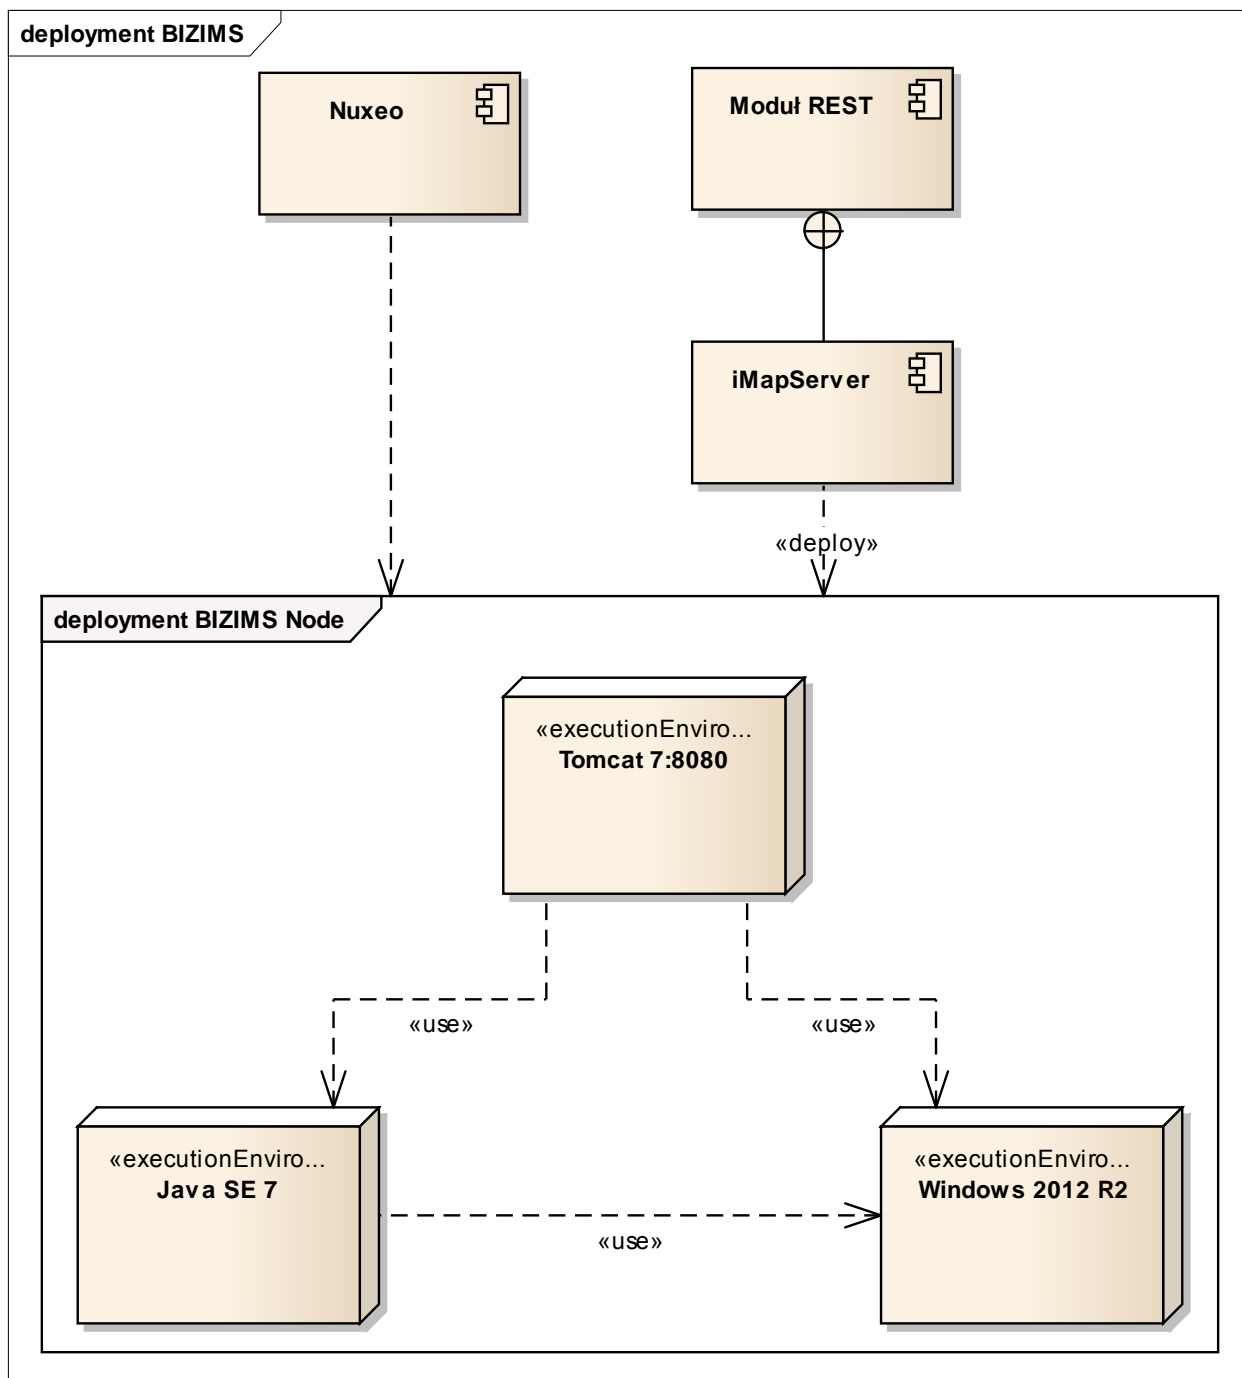 deployment BIZIMS
Nuxeo
Moduł REST
iMapServer
«deploy»
deployment BIZIMS Node
«executionEnviro...
Tomcat 7:8080
«use»
«use»
«executionEnviro...
Java SE 7
«executionEnviro...
Windows 2012 R2
«use»